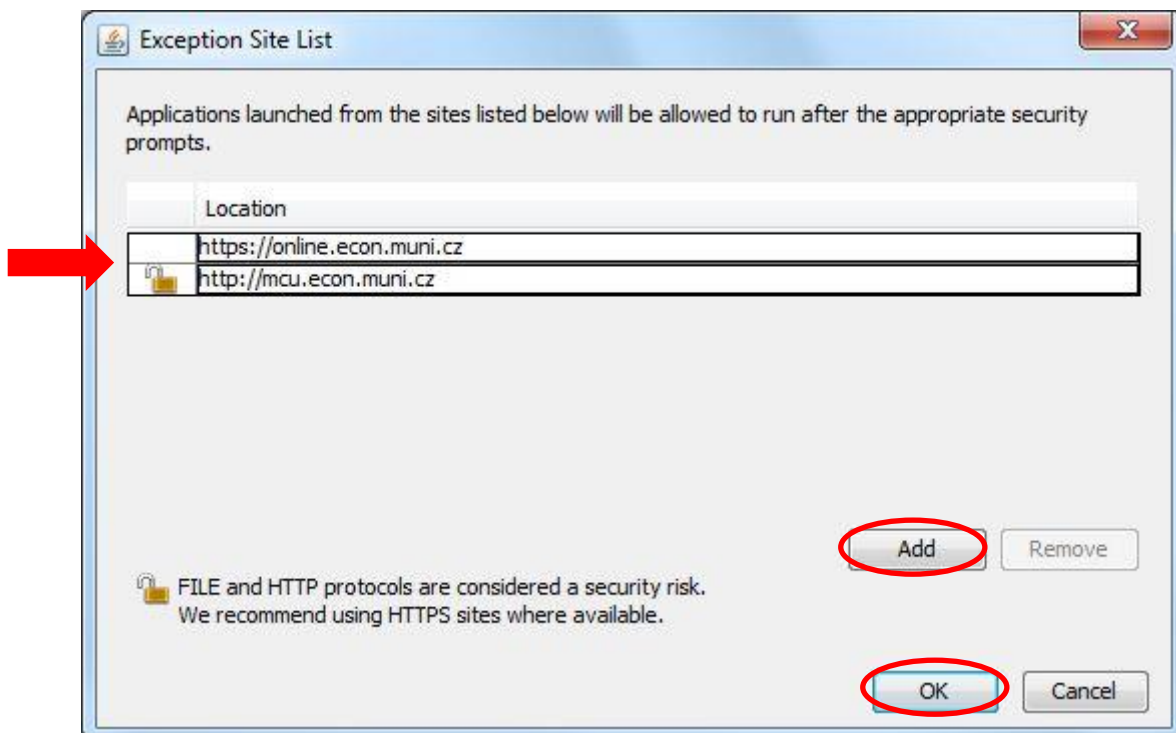 Exception Site List
Applications launched from the sites listed below will be allowed to run after the appropriate security
prompts.
Location
https://online.econ.muni.cz
http://mcu.econ.muni.cz
Add
Remove
FILE and HTTP protocols are considered a security risk.
We recommend using HTTPS sites where available.
OK
Cancel